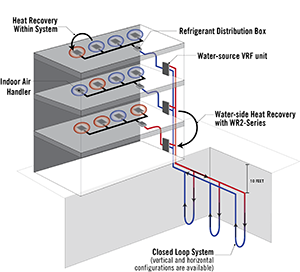 Heat Recovery
Within System
Refrigerant Distribution Box
Water-source VRF unit
Indoor Air
Handler
Water-side Heat Recovery
with WR2-Series
15 FEET
Closed Loop System
(vertical and horizontal
configurations are available)